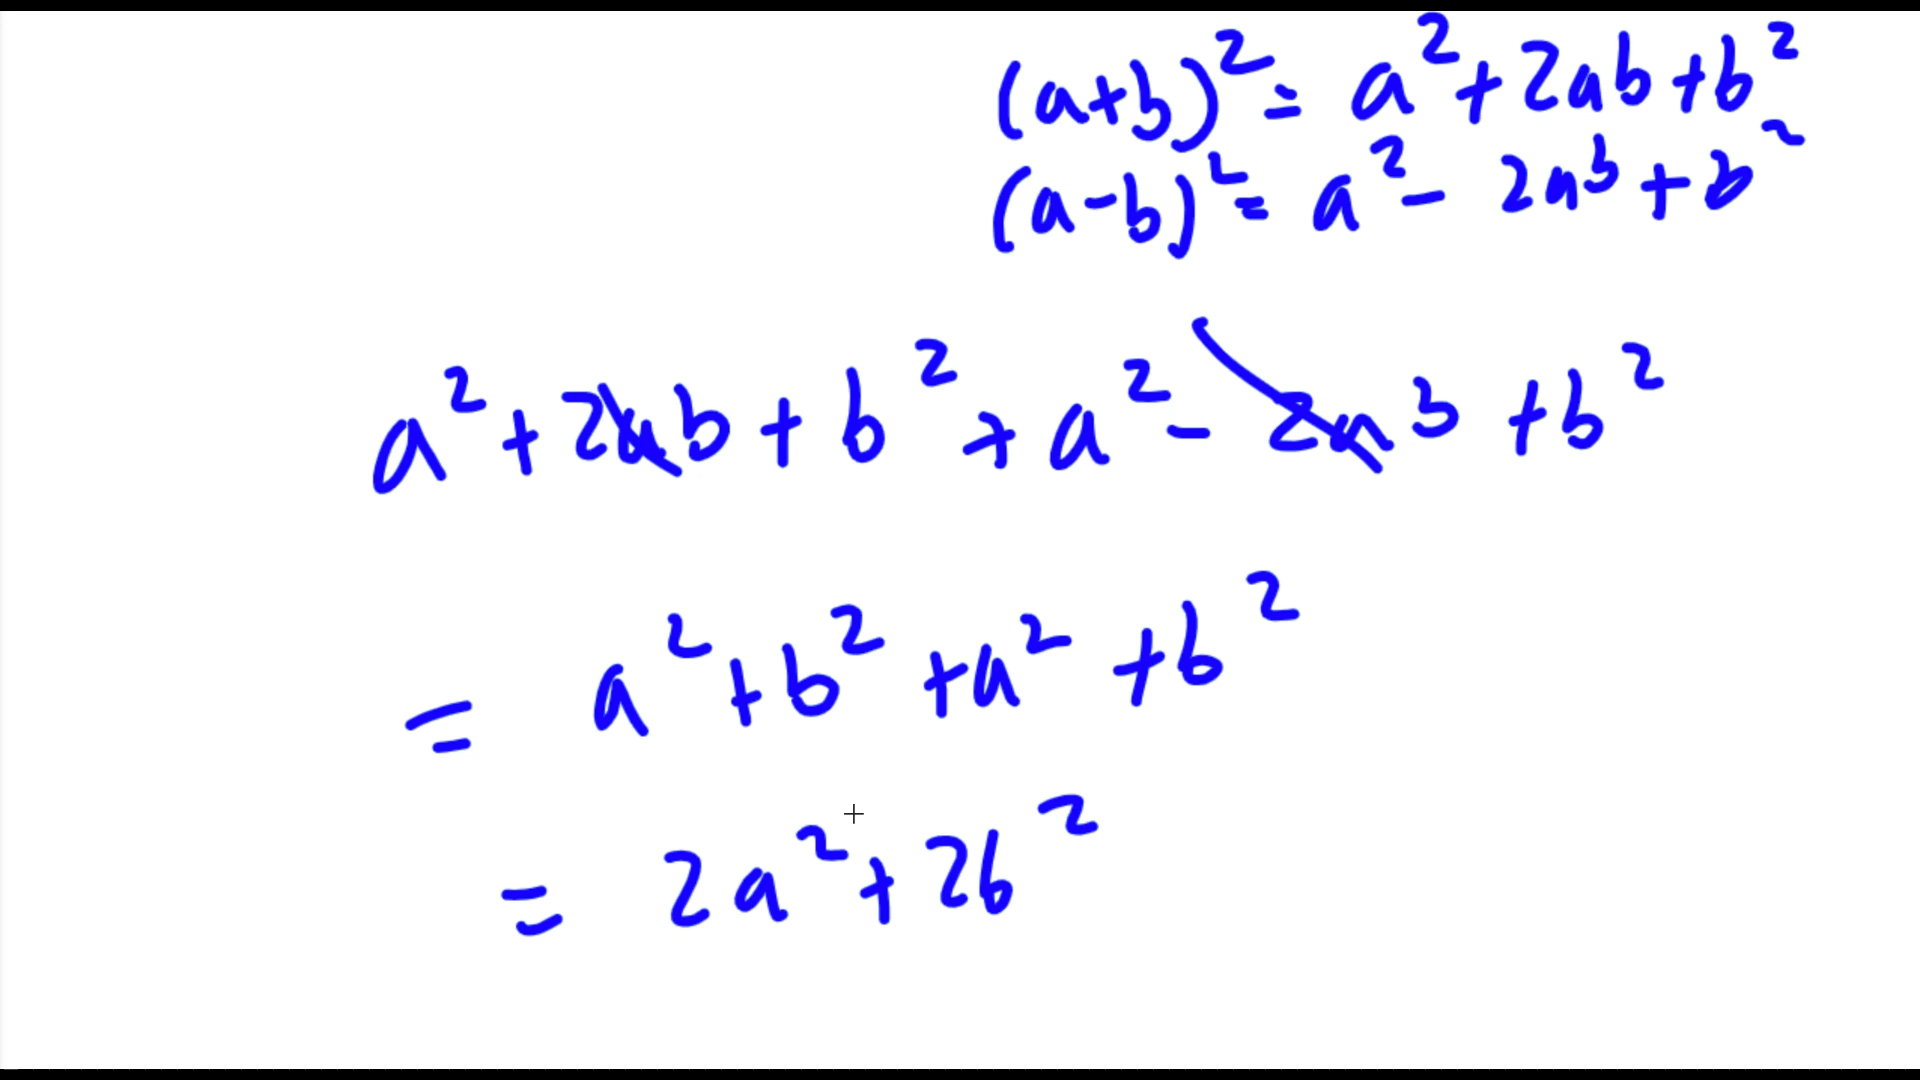 (a+b)² = a² + 2ab + b²
(a-b)² = a² - 2ab + b²
a² + 2ab + b² + a² - 2ab + b²
= a² + b² + a² + b²
= 2a² + 2b²